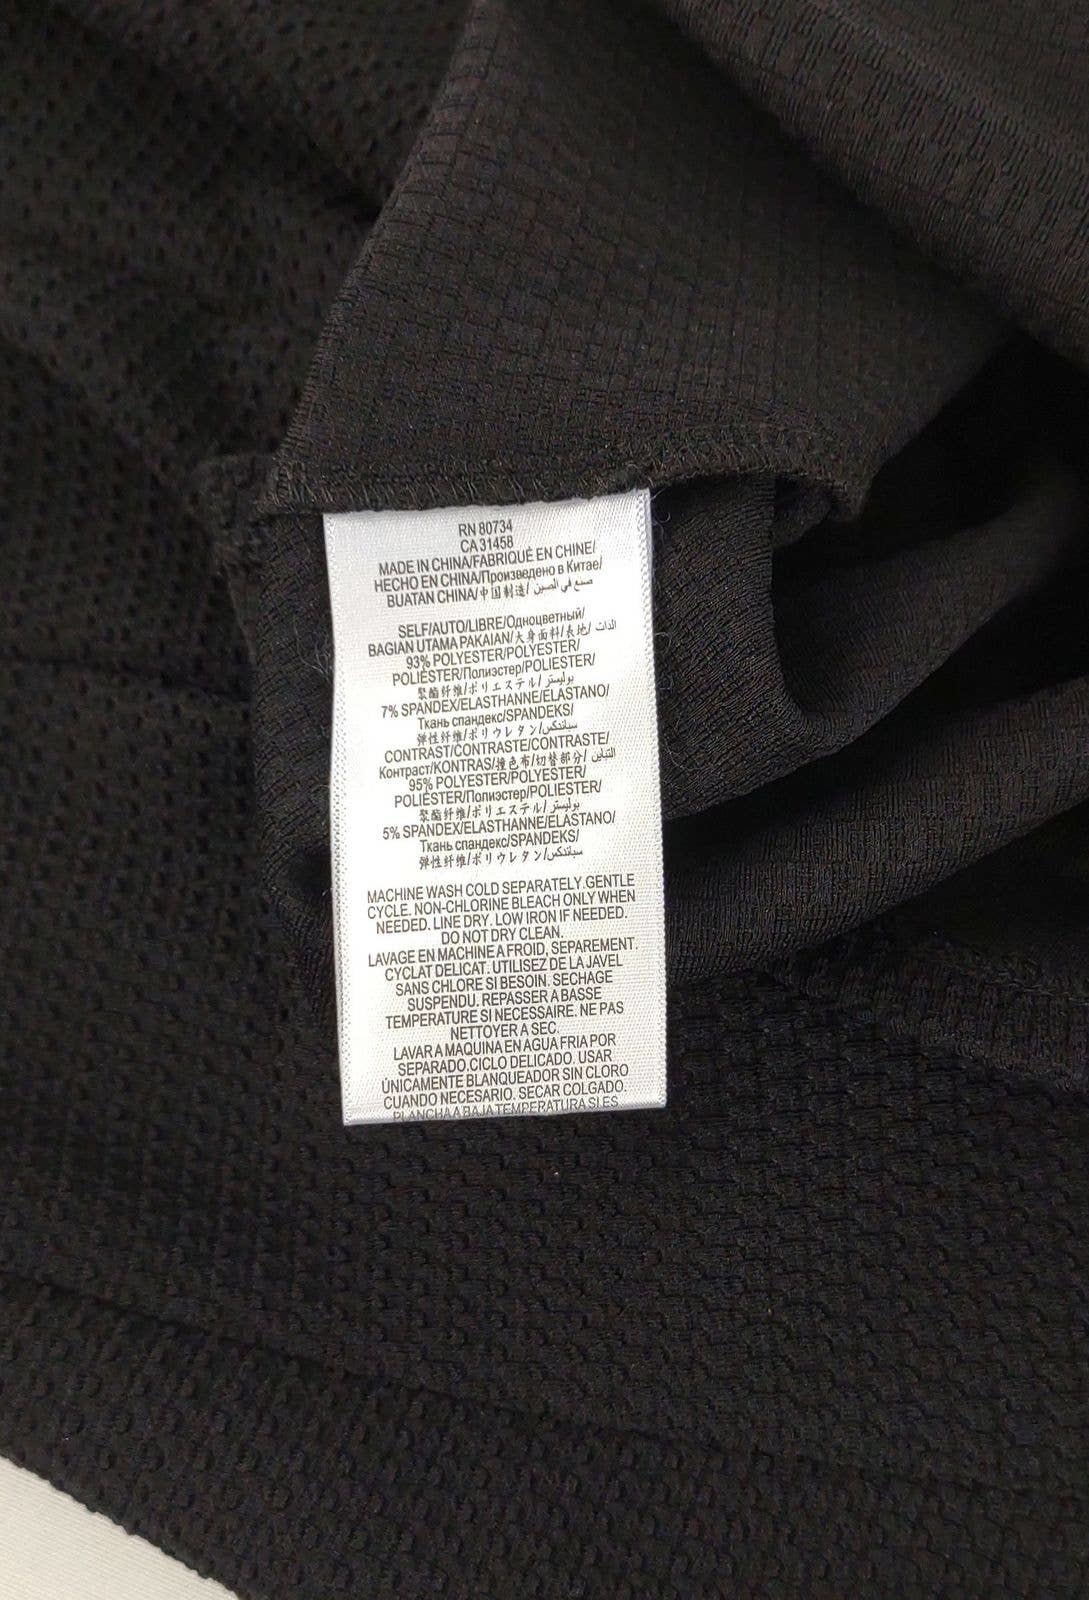 RN 80734
CA 31458
MADE IN CHINA/FABRIQUÉ EN CHINE/
HECHO EN CHINA/Произведено в Китае/
BUATAN CHINA/中国制造/ صنع في الصين
SELF/AUTO/LIBRE/Одноцветный/
BAGIAN UTAMA PAKAIAN/大身面料/表地/ الذات
93% POLYESTER/POLYESTER/
POLIÉSTER/Полиэстер/POLIESTER/
聚酯纤维/ポリエステル/ بوليستر
7% SPANDEX/ELASTHANNE/ELASTANO/
Ткань спандекс/SPANDEKS/
弹性纤维/ポリウレタン/سباندكس
CONTRAST/CONTRASTE/CONTRASTE/
Контраст/KONTRAS/撞色布/切替部分/ التباين
95% POLYESTER/POLYESTER/
POLIÉSTER/Полиэстер/POLIESTER/
聚酯纤维/ポリエステル/ بوليستر
5% SPANDEX/ELASTHANNE/ELASTANO/
Ткань спандекс/SPANDEKS/
弹性纤维/ポリウレタン/سباندكس
MACHINE WASH COLD SEPARATELY.GENTLE
CYCLE. NON-CHLORINE BLEACH ONLY WHEN
NEEDED. LINE DRY. LOW IRON IF NEEDED.
DO NOT DRY CLEAN.
LAVAGE EN MACHINE A FROID, SEPAREMENT.
CYCLAT DELICAT. UTILISEZ DE LA JAVEL
SANS CHLORE SI BESOIN. SECHAGE
SUSPENDU. REPASSER A BASSE
TEMPERATURE SI NECESSAIRE. NE PAS
NETTOYER A SEC.
LAVAR A MAQUINA EN AGUA FRIA POR
SEPARADO.CICLO DELICADO. USAR
ÚNICAMENTE BLANQUEADOR SIN CLORO
CUANDO NECESARIO. SECAR COLGADO.
PLANCHA A BAJA TEMPERATURA SI ES